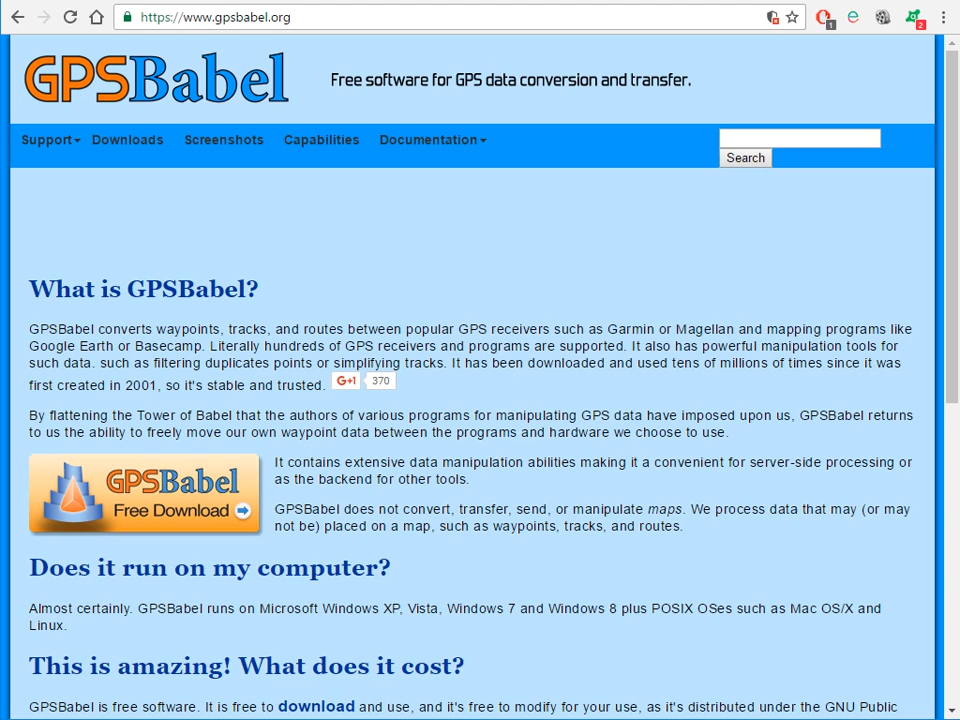 https://www.gpsbabel.org
1
2
GPSBabel
Free software for GPS data conversion and transfer.
Support Downloads Screenshots Capabilities Documentation
Search
What is GPSBabel?
GPSBabel converts waypoints, tracks, and routes between popular GPS receivers such as Garmin or Magellan and mapping programs like
Google Earth or Basecamp. Literally hundreds of GPS receivers and programs are supported. It also has powerful manipulation tools for
such data. such as filtering duplicates points or simplifying tracks. It has been downloaded and used tens of millions of times since it was
first created in 2001, so it's stable and trusted. G+1 370
By flattening the Tower of Babel that the authors of various programs for manipulating GPS data have imposed upon us, GPSBabel returns
to us the ability to freely move our own waypoint data between the programs and hardware we choose to use.
GPSBabel
Free Download
It contains extensive data manipulation abilities making it a convenient for server-side processing or
as the backend for other tools.
GPSBabel does not convert, transfer, send, or manipulate maps. We process data that may (or may
not be) placed on a map, such as waypoints, tracks, and routes.
Does it run on my computer?
Almost certainly. GPSBabel runs on Microsoft Windows XP, Vista, Windows 7 and Windows 8 plus POSIX OSes such as Mac OS/X and
Linux.
This is amazing! What does it cost?
GPSBabel is free software. It is free to download and use, and it's free to modify for your use, as it's distributed under the GNU Public